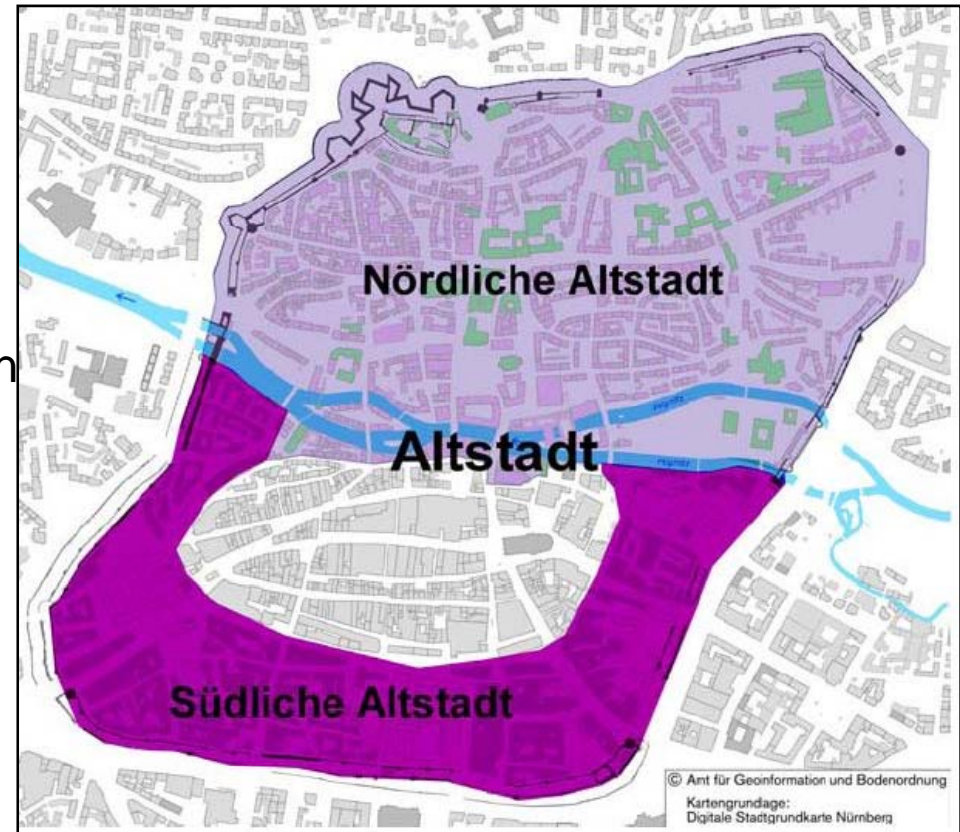 n
Nördliche Altstadt
Altstadt
Südliche Altstadt
© Amt für Geoinformation und Bodenordnung
Kartengrundlage:
Digitale Stadtgrundkarte Nürnberg